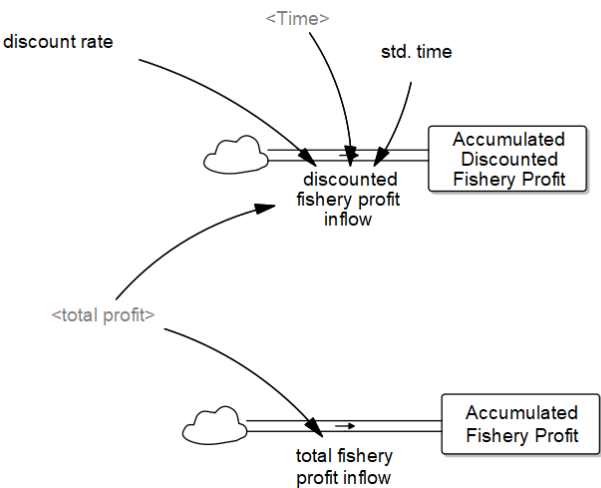 <Time>
discount rate
std. time
Accumulated
Discounted
Fishery Profit
discounted
fishery profit
inflow
<total profit>
Accumulated
Fishery Profit
total fishery
profit inflow